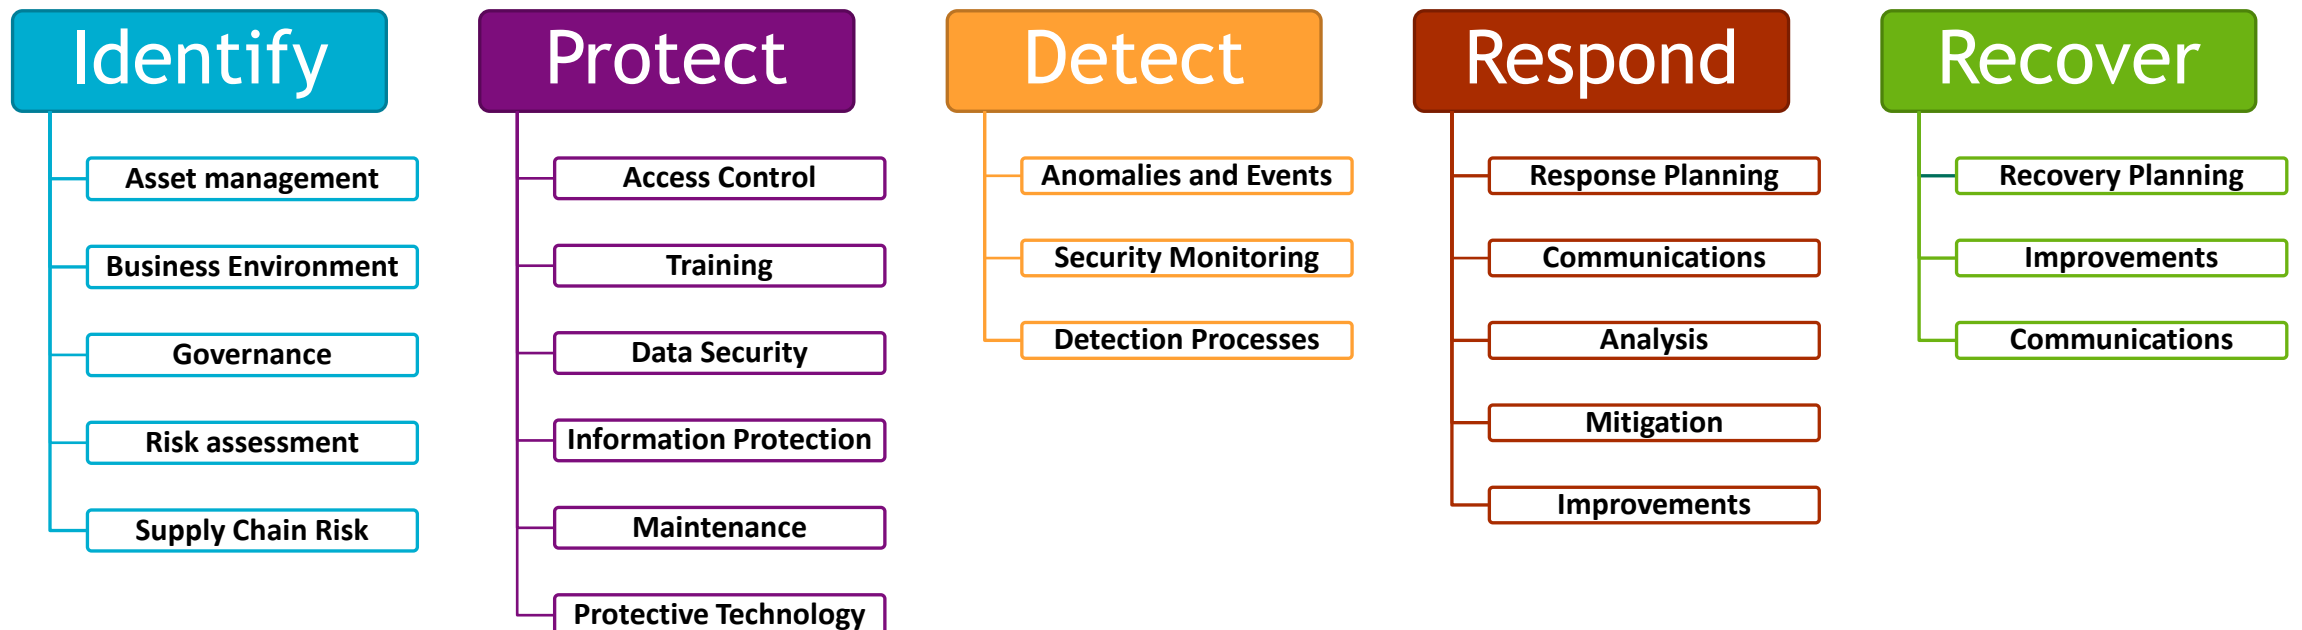 Identify
Asset management
Business Environment
Governance
Risk assessment
Supply Chain Risk
Protect
Access Control
Training
Data Security
Information Protection
Maintenance
Protective Technology
Detect
Anomalies and Events
Security Monitoring
Detection Processes
Respond
Response Planning
Communications
Analysis
Mitigation
Improvements
Recover
Recovery Planning
Improvements
Communications